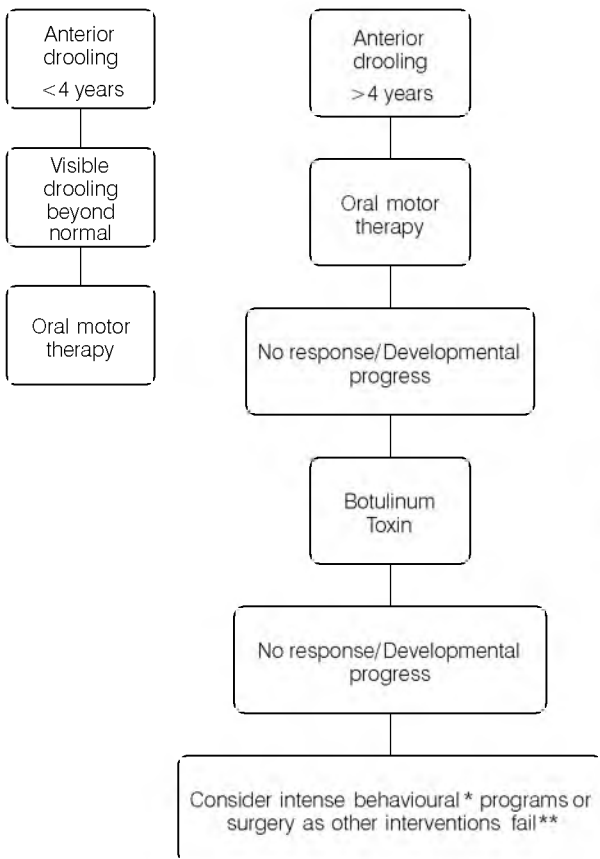 Anterior
drooling
<4 years
Visible
drooling
beyond
normal
Oral motor
therapy
Anterior
drooling
>4 years
Oral motor
therapy
No response/Developmental
progress
Botulinum
Toxin
No response/Developmental
progress
Consider intense behavioural* programs or
surgery as other interventions fail**